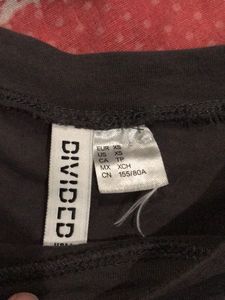 DIVIDED
EUR XS
US XS
CA TP
MX XCH
CN 155/80A